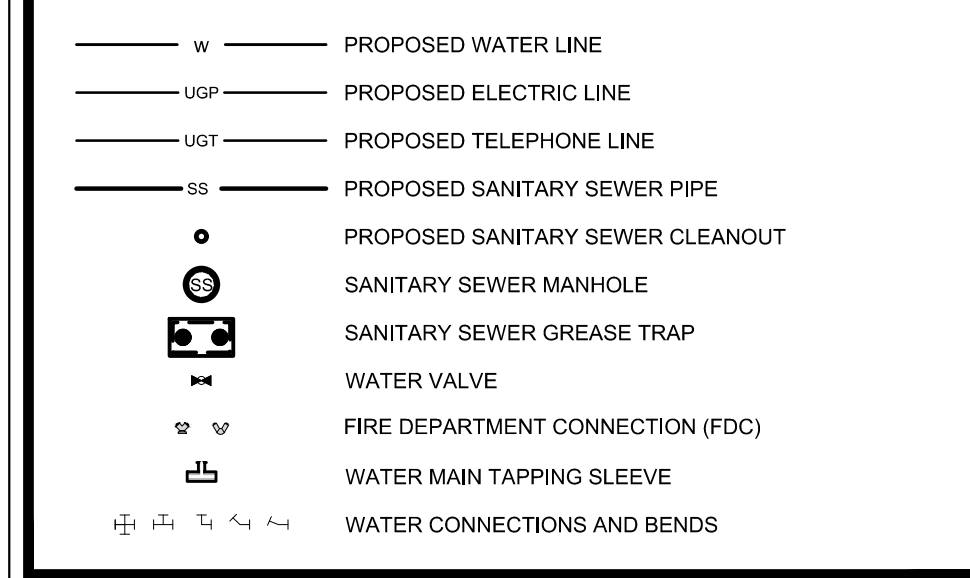 W PROPOSED WATER LINE
UGP PROPOSED ELECTRIC LINE
UGT PROPOSED TELEPHONE LINE
SS PROPOSED SANITARY SEWER PIPE
PROPOSED SANITARY SEWER CLEANOUT
SS SANITARY SEWER MANHOLE
SANITARY SEWER GREASE TRAP
WATER VALVE
FIRE DEPARTMENT CONNECTION (FDC)
WATER MAIN TAPPING SLEEVE
WATER CONNECTIONS AND BENDS